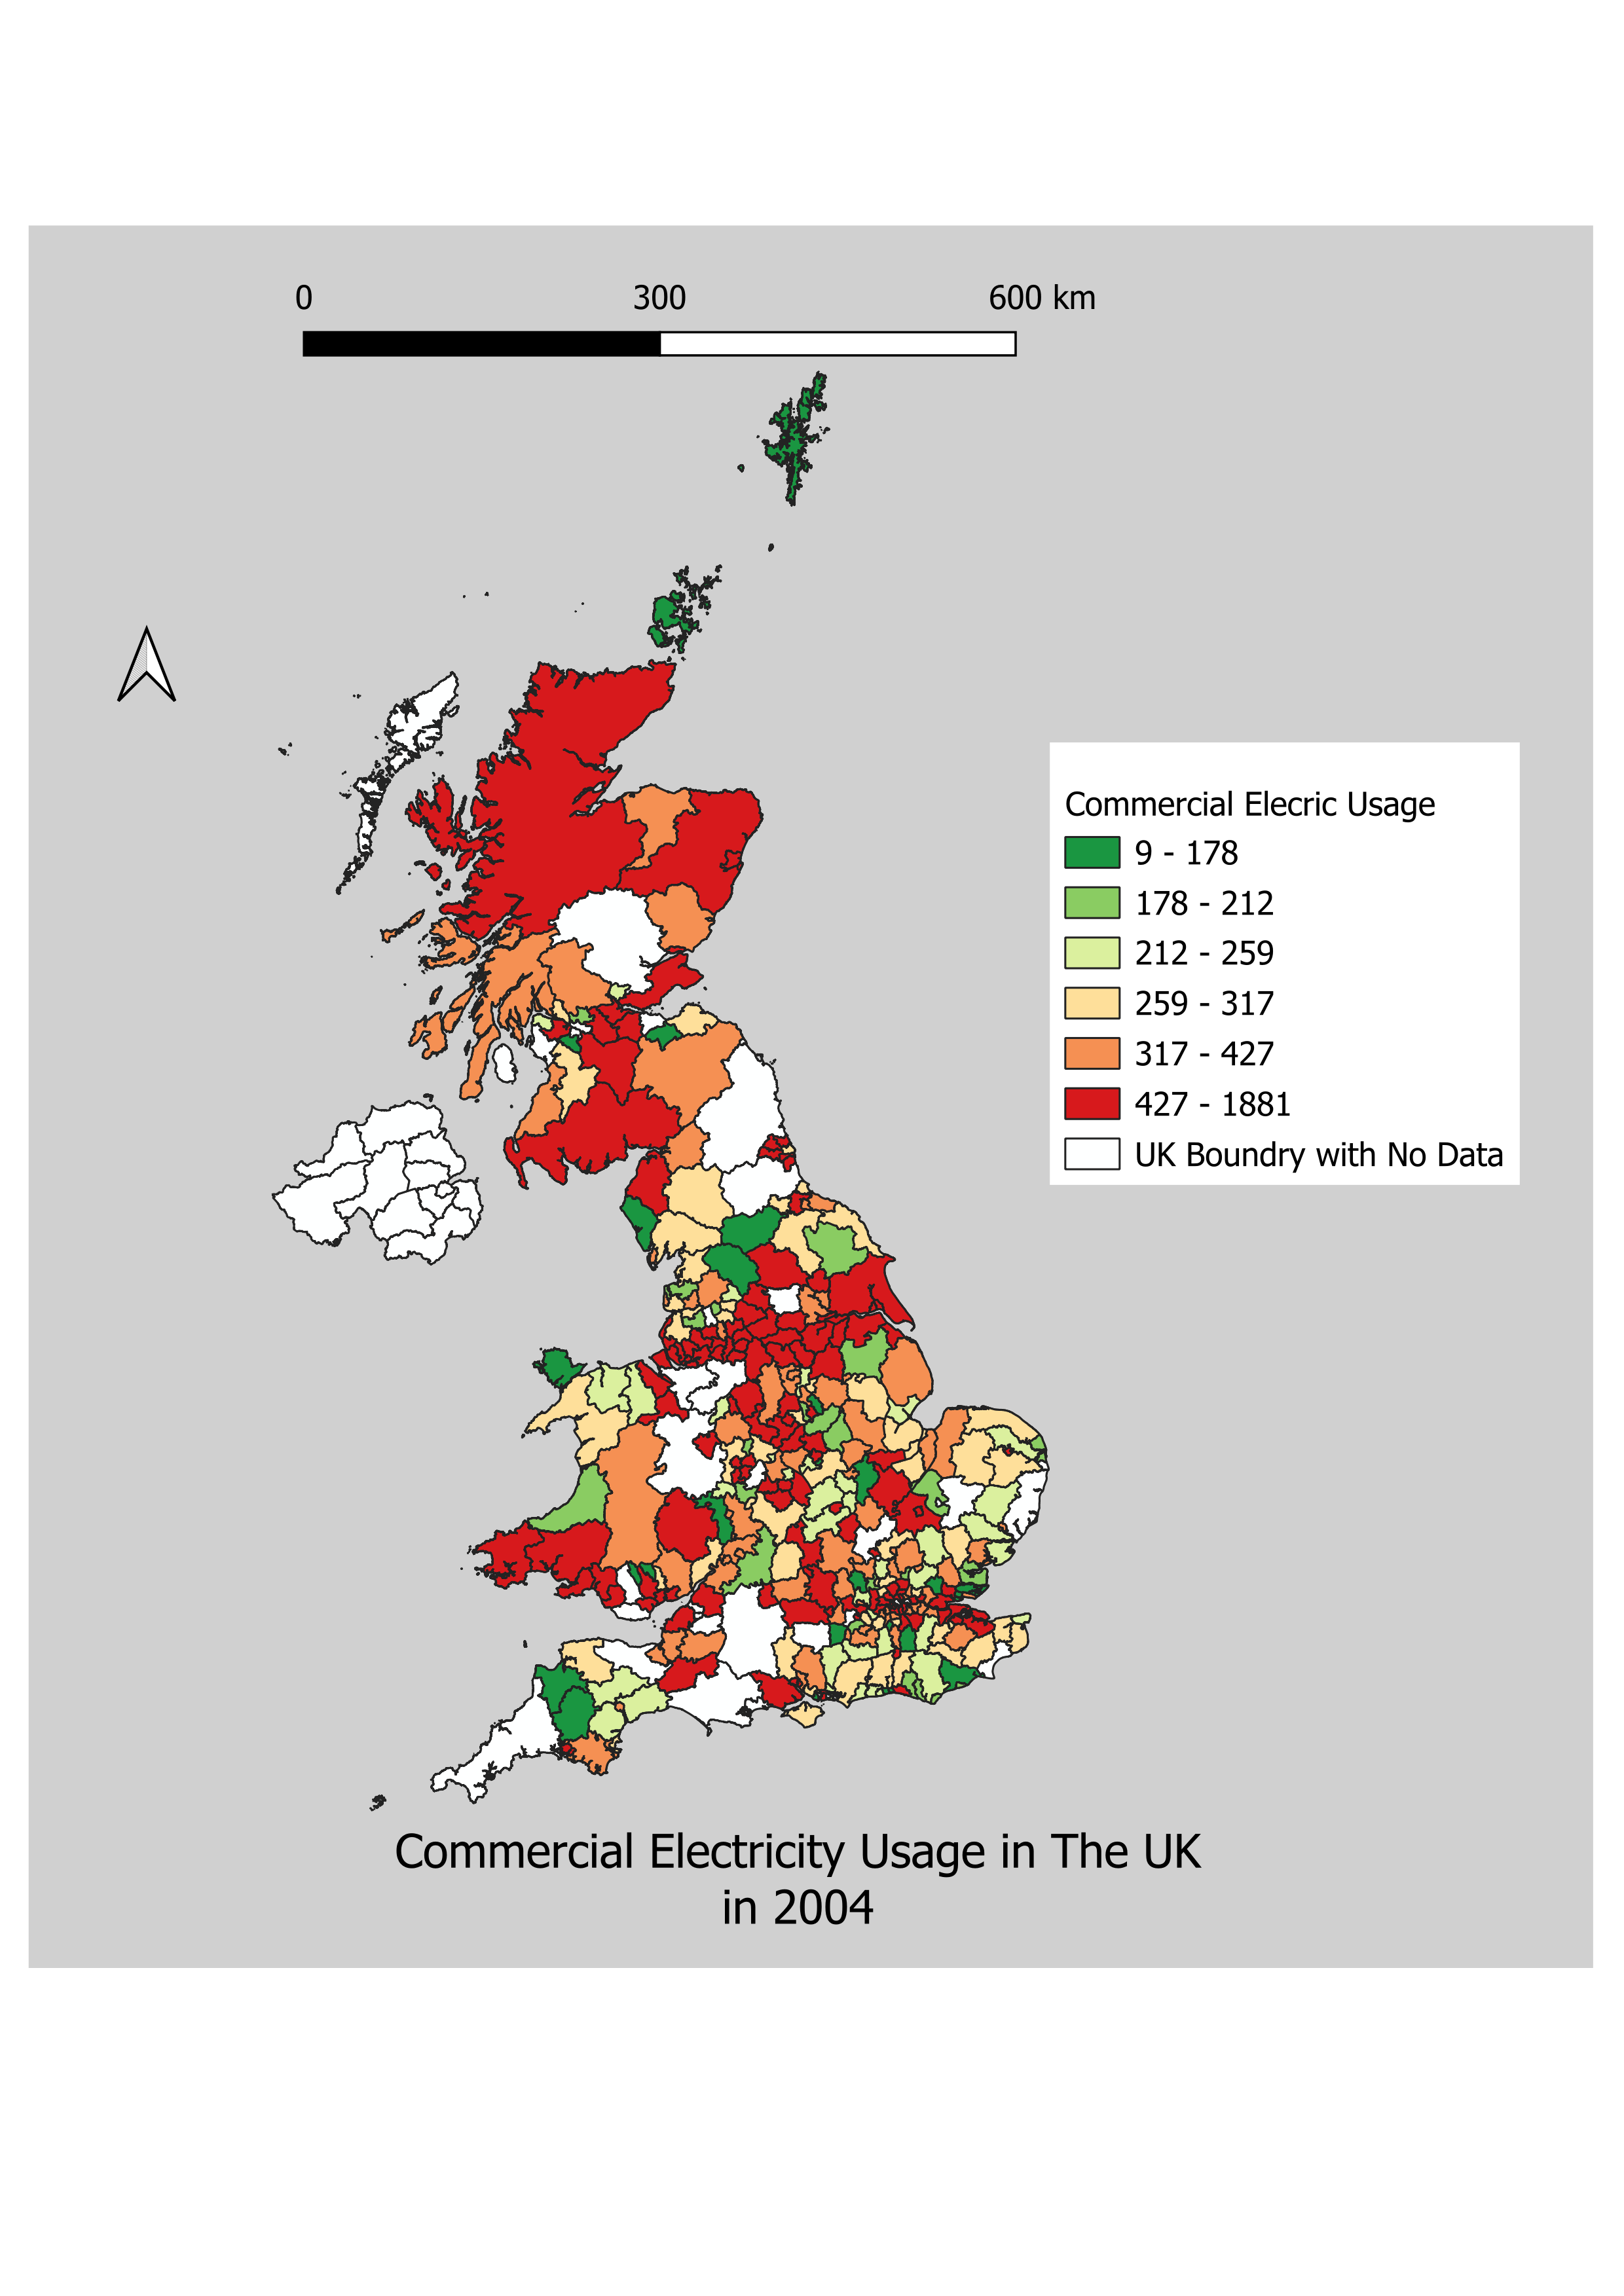 0 300 600 km
Commercial Elecric Usage
9 - 178
178 - 212
212 - 259
259 - 317
317 - 427
427 - 1881
UK Boundry with No Data
Commercial Electricity Usage in The UK
in 2004